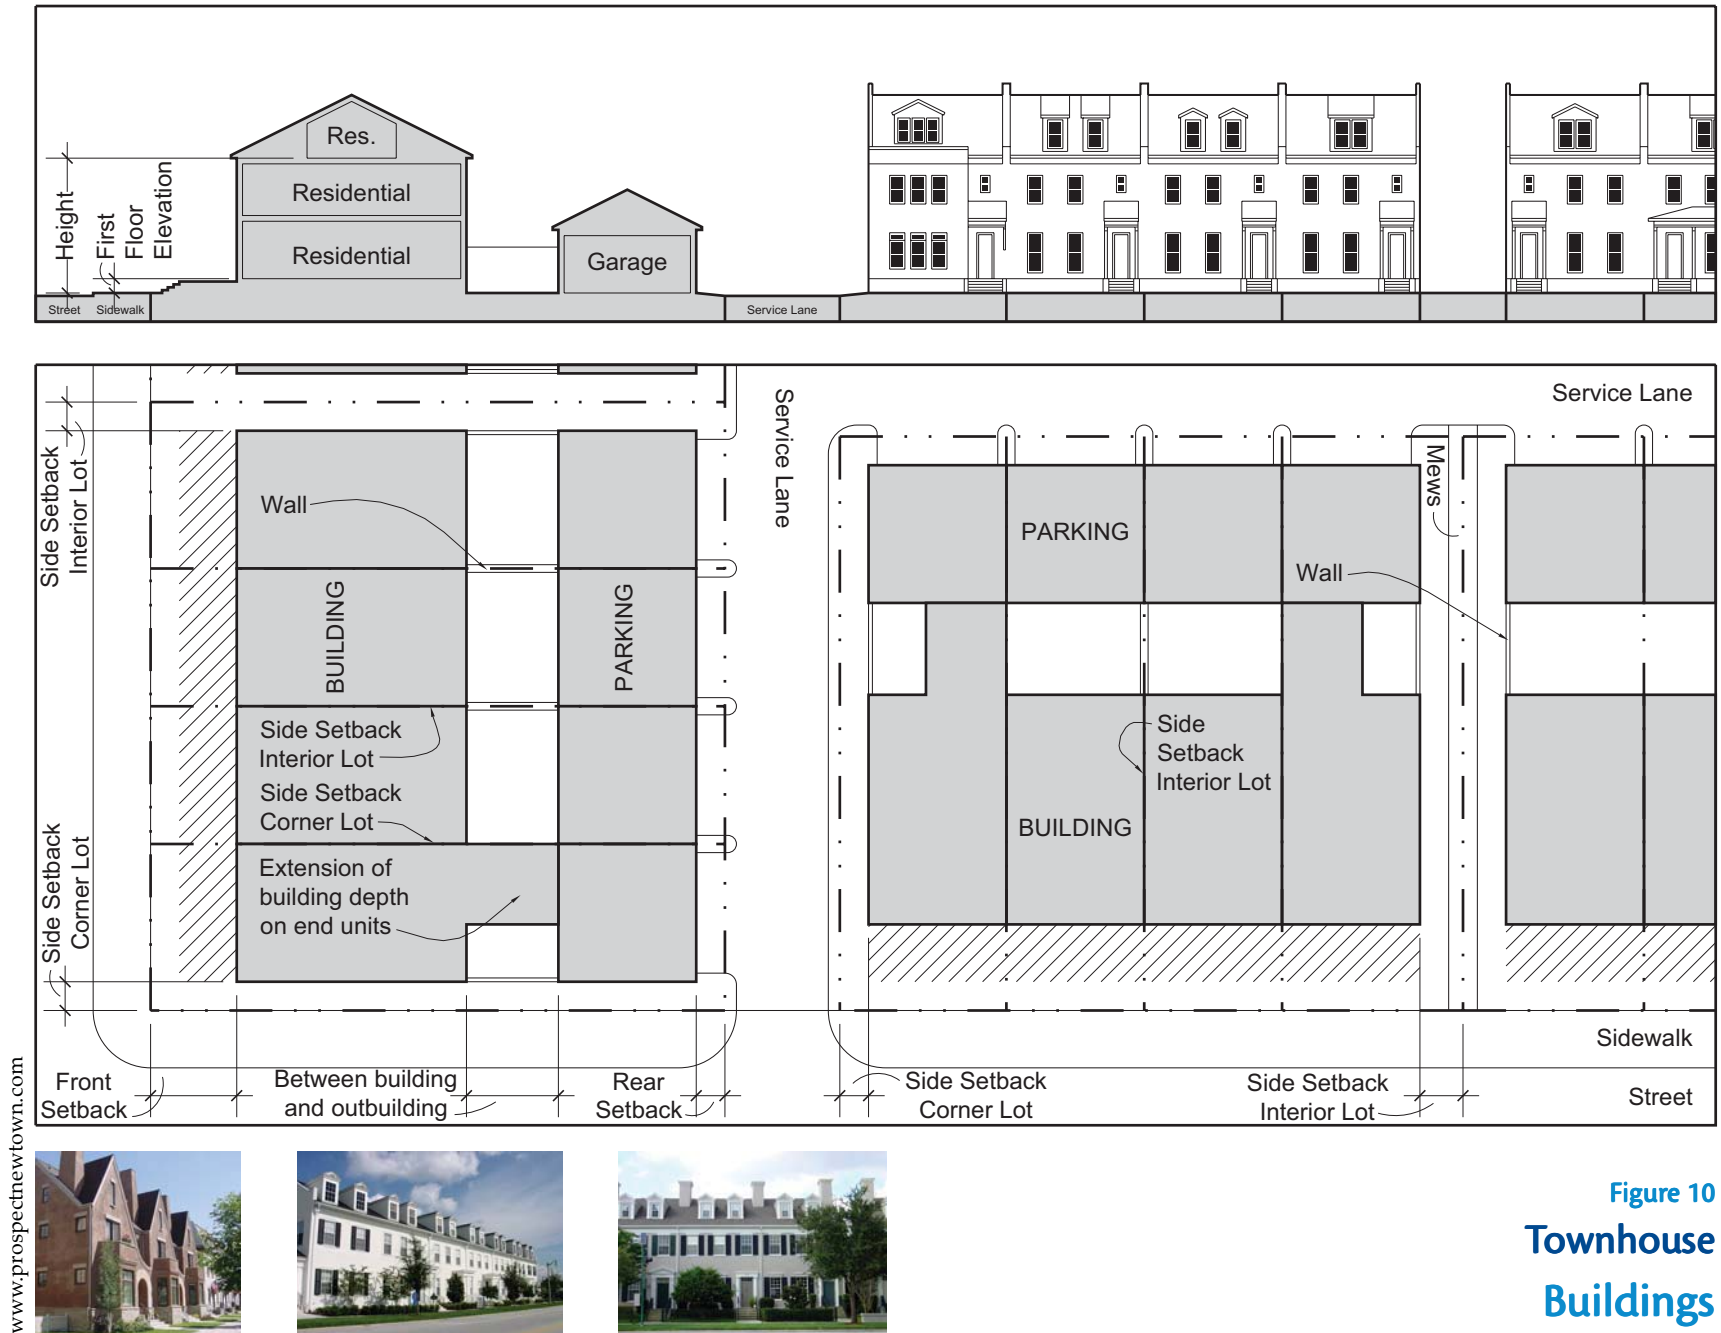 Res.
Residential
Residential
Garage
Height
First
Floor
Elevation
Street
Sidewalk
Service Lane
Side Setback
Interior Lot
Side Setback
Corner Lot
Wall
BUILDING
PARKING
Side Setback
Interior Lot
Side Setback
Corner Lot
Extension of
building depth
on end units
Service Lane
Service Lane
Mews
PARKING
Wall
Side
Setback
Interior Lot
BUILDING
Sidewalk
Street
Front
Setback
Between building
and outbuilding
Rear
Setback
Side Setback
Corner Lot
Side Setback
Interior Lot
www.prospectnewtown.com
Figure 10
Townhouse
Buildings